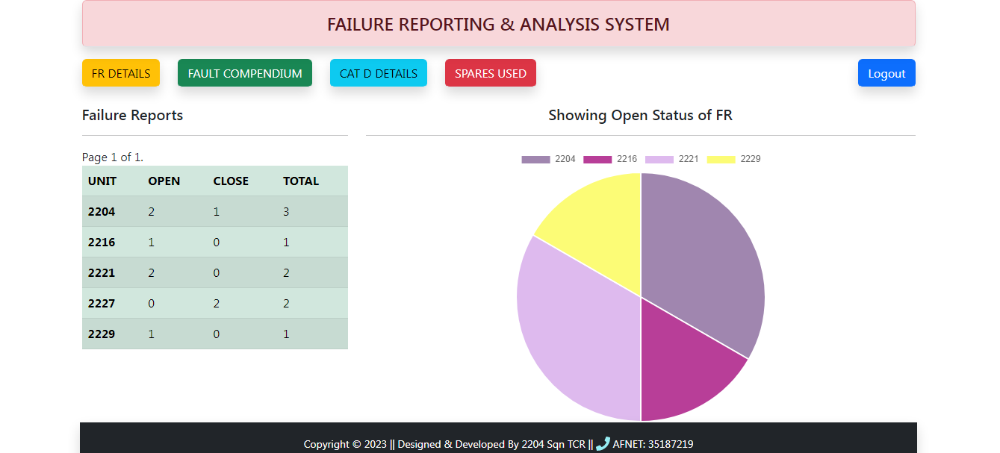 FAILURE REPORTING & ANALYSIS SYSTEM
FR DETAILS FAULT COMPENDIUM CAT D DETAILS SPARES USED Logout
Failure Reports
Page 1 of 1.
UNIT OPEN CLOSE TOTAL
2204 2 1 3
2216 1 0 1
2221 2 0 2
2227 0 2 2
2229 1 0 1
Showing Open Status of FR
2204 2216 2221 2229
Copyright © 2023 || Designed & Developed By 2204 Sqn TCR || AFNET: 35187219